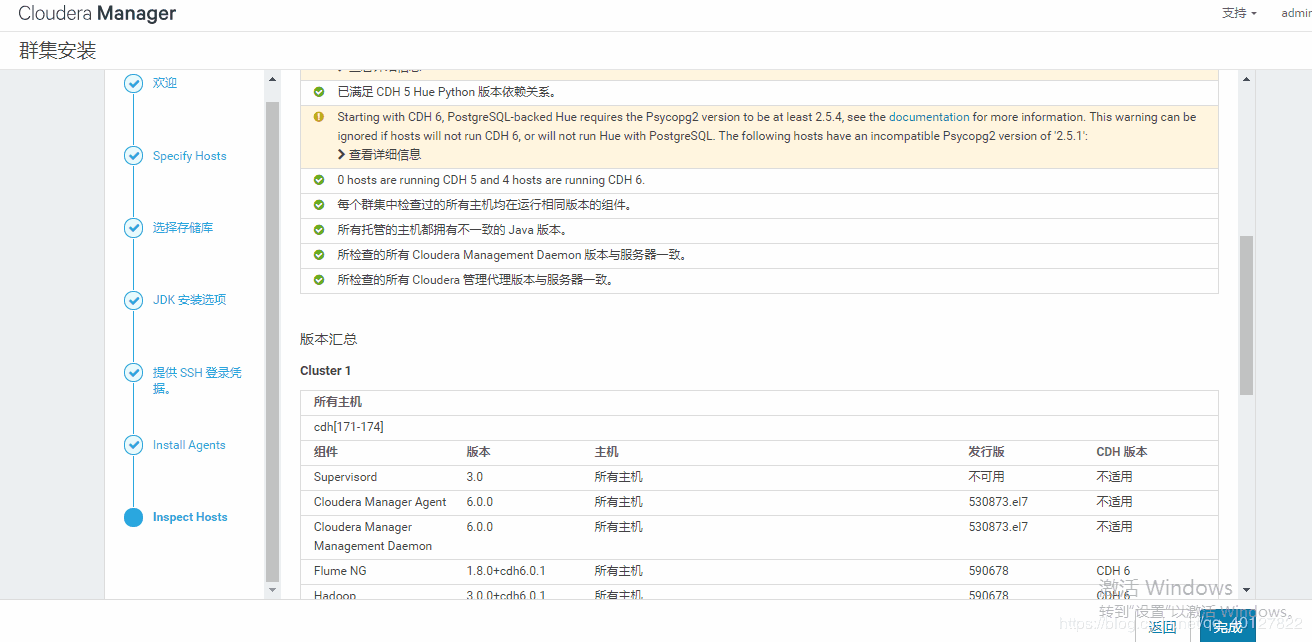 Cloudera Manager
支持
admin
群集安装
欢迎
Specify Hosts
选择存储库
JDK 安装选项
提供 SSH 登录凭
据。
Install Agents
Inspect Hosts
查看详细信息
已满足 CDH 5 Hue Python 版本依赖关系。
Starting with CDH 6, PostgreSQL-backed Hue requires the Psycopg2 version to be at least 2.5.4, see the documentation for more information. This warning can be
ignored if hosts will not run CDH 6, or will not run Hue with PostgreSQL. The following hosts have an incompatible Psycopg2 version of '2.5.1':
查看详细信息
0 hosts are running CDH 5 and 4 hosts are running CDH 6.
每个群集中检查过的所有主机均在运行相同版本的组件。
所有托管的主机都拥有不一致的 Java 版本。
所检查的所有 Cloudera Management Daemon 版本与服务器一致。
所检查的所有 Cloudera 管理代理版本与服务器一致。
版本汇总
Cluster 1
所有主机
cdh[171-174]
组件 版本 主机 发行版 CDH 版本
Supervisord 3.0 所有主机 不可用 不适用
Cloudera Manager Agent 6.0.0 所有主机 530873.el7 不适用
Cloudera Manager 6.0.0 所有主机 530873.el7 不适用
Management Daemon
Flume NG 1.8.0+cdh6.0.1 所有主机 590678 CDH 6
Hadoop 3.0.0+cdh6.0.1 所有主机 590678 CDH 6
激活 Windows
转到"设置"以激活 Windows。
返回
完成